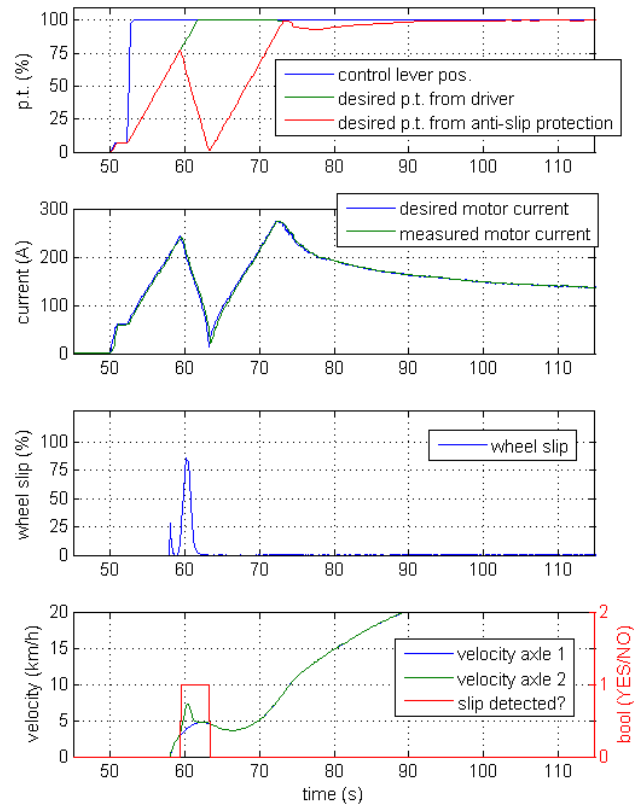 100
75
50
25
0
p.t. (%)
control lever pos.
desired p.t. from driver
desired p.t. from anti-slip protection
50 60 70 80 90 100 110
300
200
100
0
current (A)
desired motor current
measured motor current
50 60 70 80 90 100 110
100
75
50
25
0
wheel slip (%)
wheel slip
50 60 70 80 90 100 110
20
15
10
5
0
velocity (km/h)
velocity axle 1
velocity axle 2
slip detected?
2
1
0
bool (YES/NO)
50 60 70 80 90 100 110
time (s)